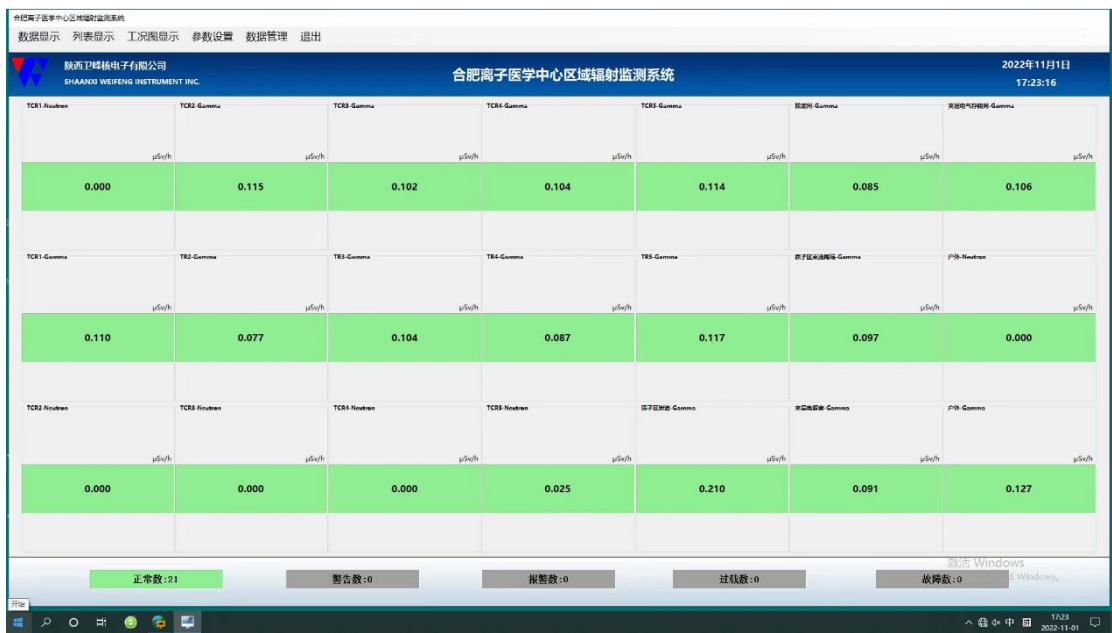 合肥离子医学中心区域辐射监测系统
数据显示 列表显示 工况图显示 参数设置 数据管理 退出
陕西卫峰核电子有限公司
SHAANXI WEIFENG INSTRUMENT INC.
合肥离子医学中心区域辐射监测系统
2022年11月1日
17:23:16
TCR1-Neutron TCR2-Gamma TCR3-Gamma TCR4-Gamma TCR5-Gamma -Gamma -Gamma
μSv/h μSv/h μSv/h μSv/h μSv/h μSv/h μSv/h
0.000 0.115 0.102 0.104 0.114 0.085 0.106
TCR1-Gamma TR2-Gamma TR3-Gamma TR4-Gamma TR5-Gamma -Gamma 户外-Neutron
μSv/h μSv/h μSv/h μSv/h μSv/h μSv/h μSv/h
0.110 0.077 0.104 0.087 0.117 0.097 0.000
TCR2-Neutron TCR3-Neutron TCR4-Neutron TCR5-Neutron -Gamma -Gamma 户外-Gamma
μSv/h μSv/h μSv/h μSv/h μSv/h μSv/h μSv/h
0.000 0.000 0.000 0.025 0.210 0.091 0.127
激活 Windows
Windows。
正常数:21 警告数:0 报警数:0 过载数:0 故障数:0
开始
中 17:23
2022-11-01